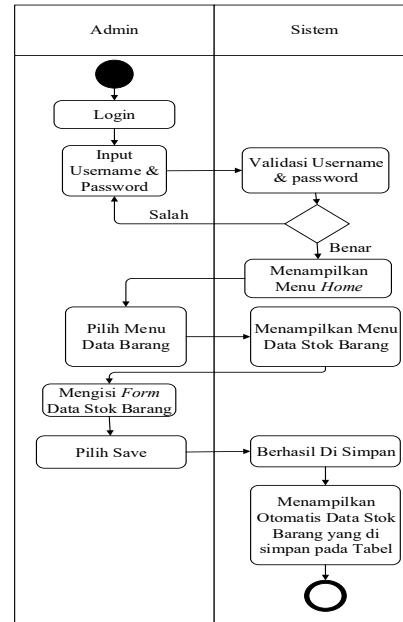 Admin
Sistem
Login
Input
Username &
Password
Validasi Username
& password
Salah
Benar
Menampilkan
Menu Home
Pilih Menu
Data Barang
Menampilkan Menu
Data Stok Barang
Mengisi Form
Data Stok Barang
Pilih Save
Berhasil Di Simpan
Menampilkan
Otomatis Data Stok
Barang yang di
simpan pada Tabel